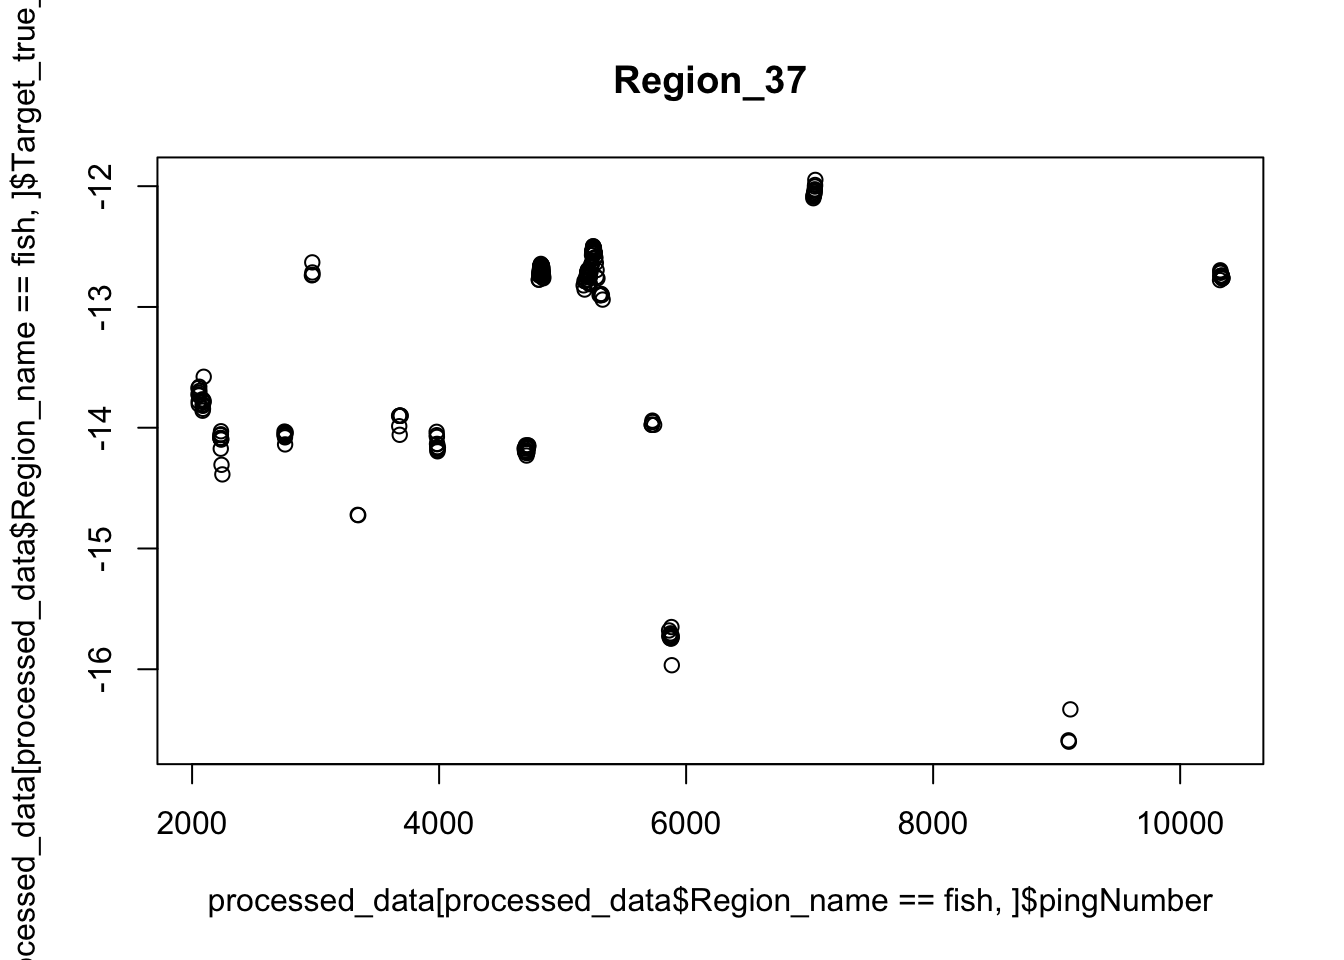 Region_37
processed_data[processed_data$Region_name == fish, ]$Target_true_
-12
-13
-14
-15
-16
2000 4000 6000 8000 10000
processed_data[processed_data$Region_name == fish, ]$pingNumber